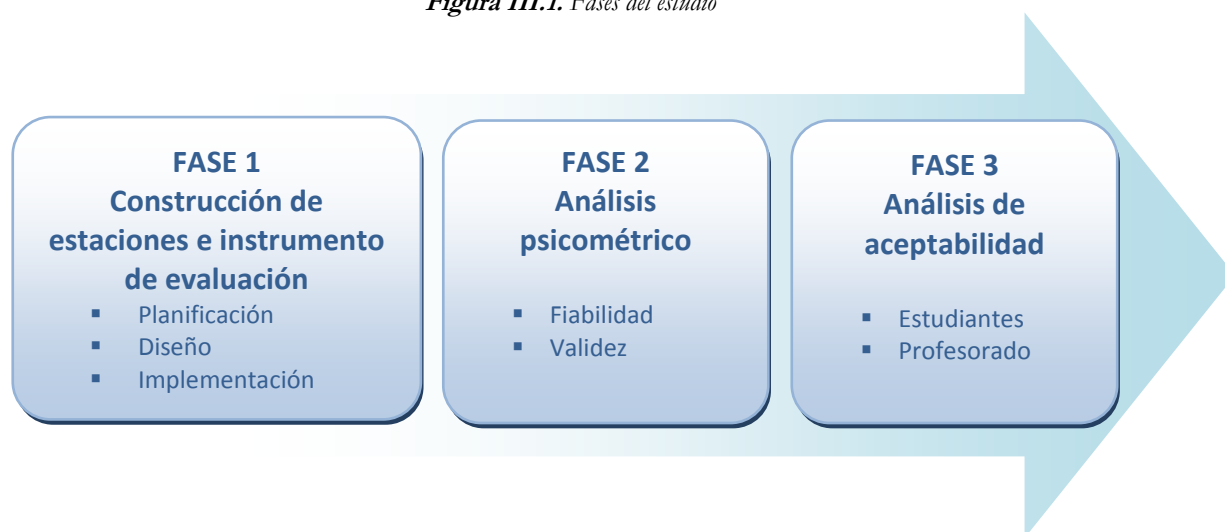 Figura III.1. Fases del estudio
FASE 1
Construcción de
estaciones e instrumento
de evaluación
▪ Planificación
▪ Diseño
▪ Implementación
FASE 2
Análisis
psicométrico
▪ Fiabilidad
▪ Validez
FASE 3
Análisis de
aceptabilidad
▪ Estudiantes
▪ Profesorado